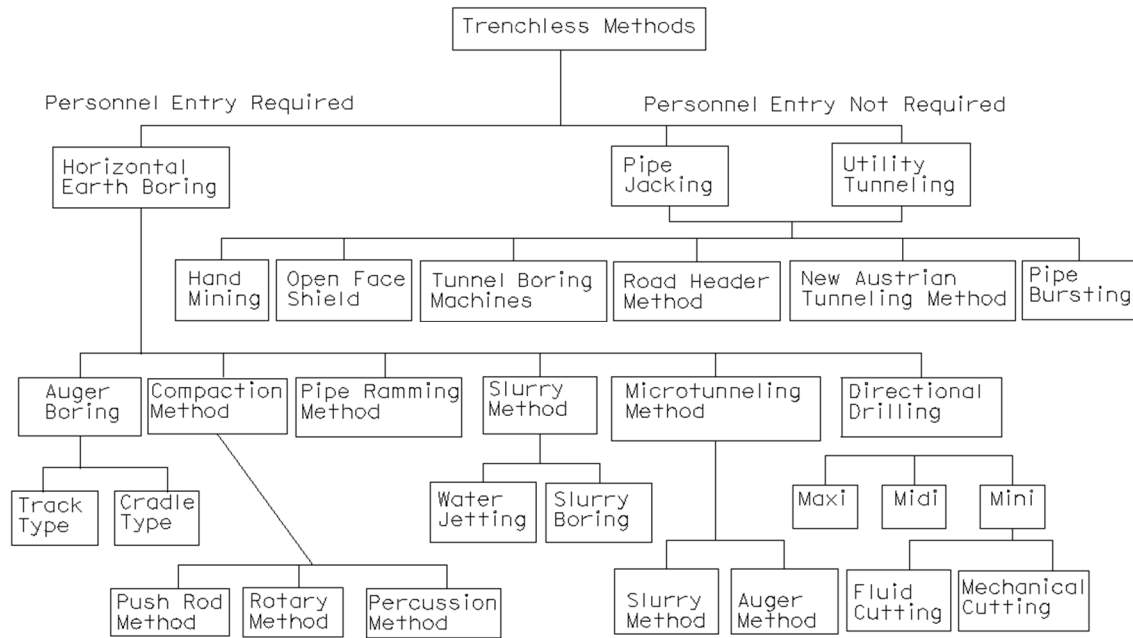 Trenchless Methods
Personnel Entry Required
Personnel Entry Not Required
Horizontal
Earth Boring
Pipe
Jacking
Utility
Tunneling
Hand
Mining
Open Face
Shield
Tunnel Boring
Machines
Road Header
Method
New Austrian
Tunneling Method
Pipe
Bursting
Auger
Boring
Compaction
Method
Pipe Ramming
Method
Slurry
Method
Microtunneling
Method
Directional
Drilling
Track
Type
Cradle
Type
Water
Jetting
Slurry
Boring
Maxi
Midi
Mini
Push Rod
Method
Rotary
Method
Percussion
Method
Slurry
Method
Auger
Method
Fluid
Cutting
Mechanical
Cutting